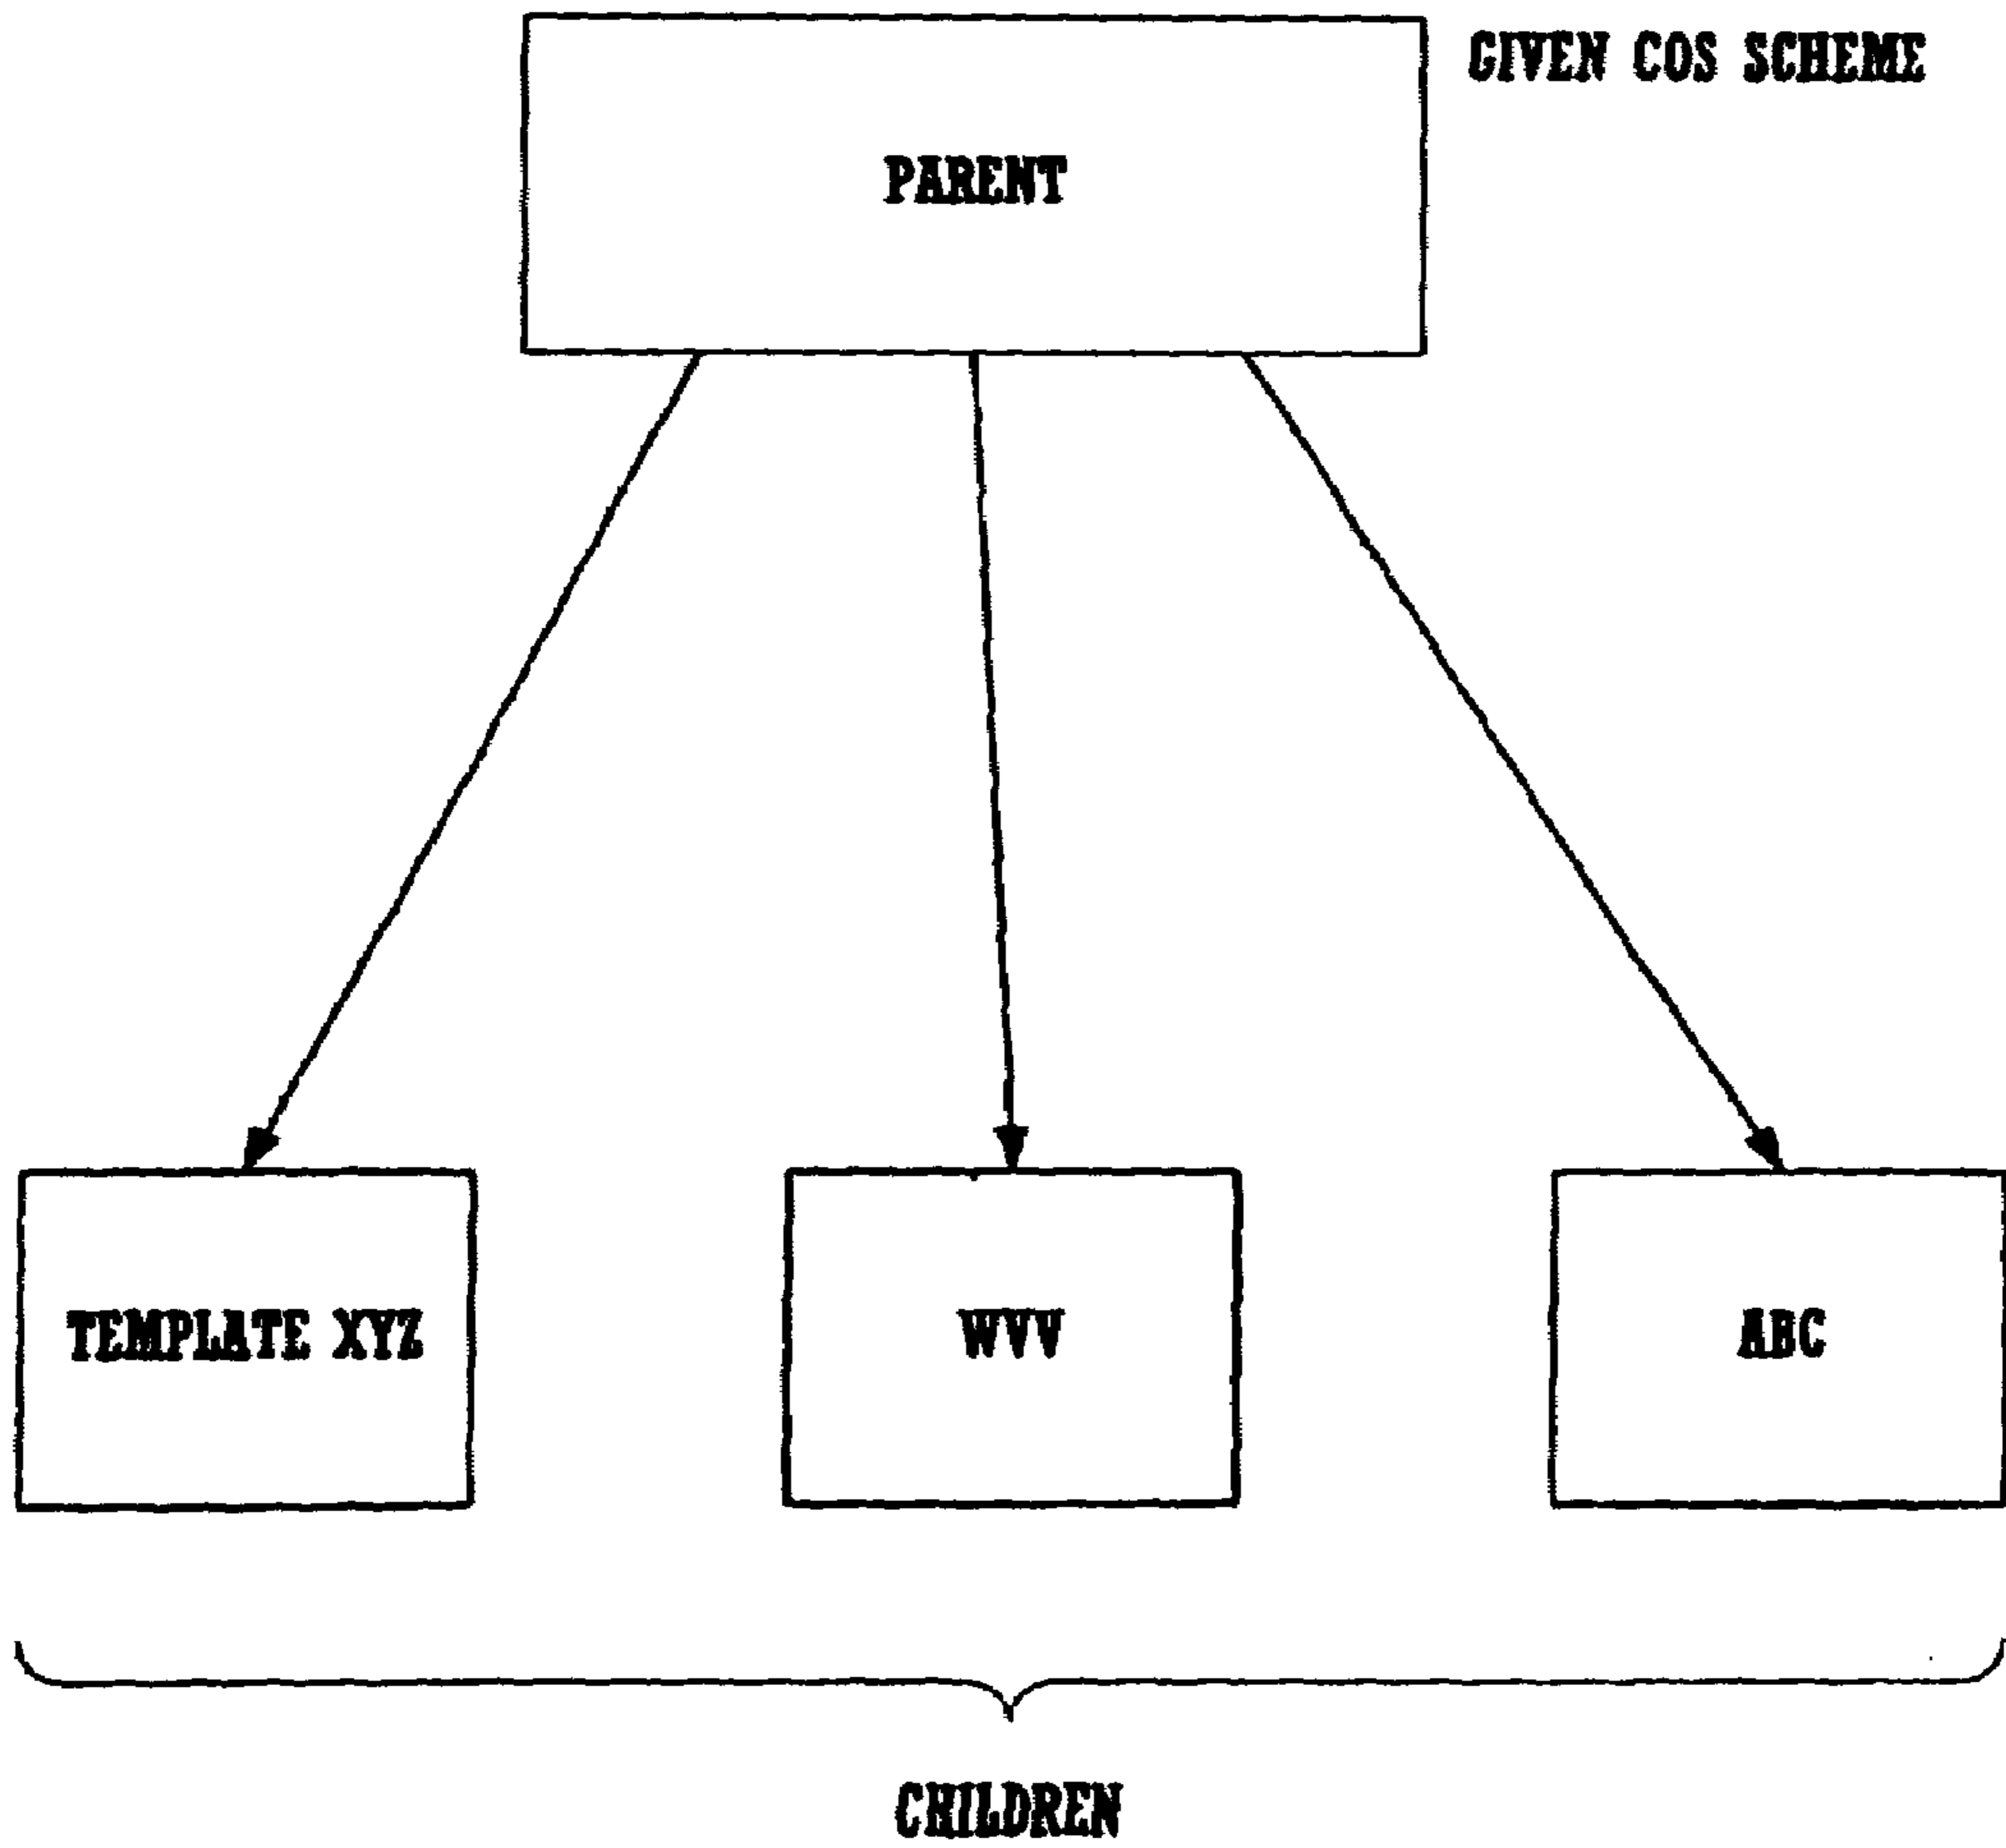 GIVEN COS SCHEME
PARENT
TEMPLATE XYZ
WVV
ABC
CHILDREN